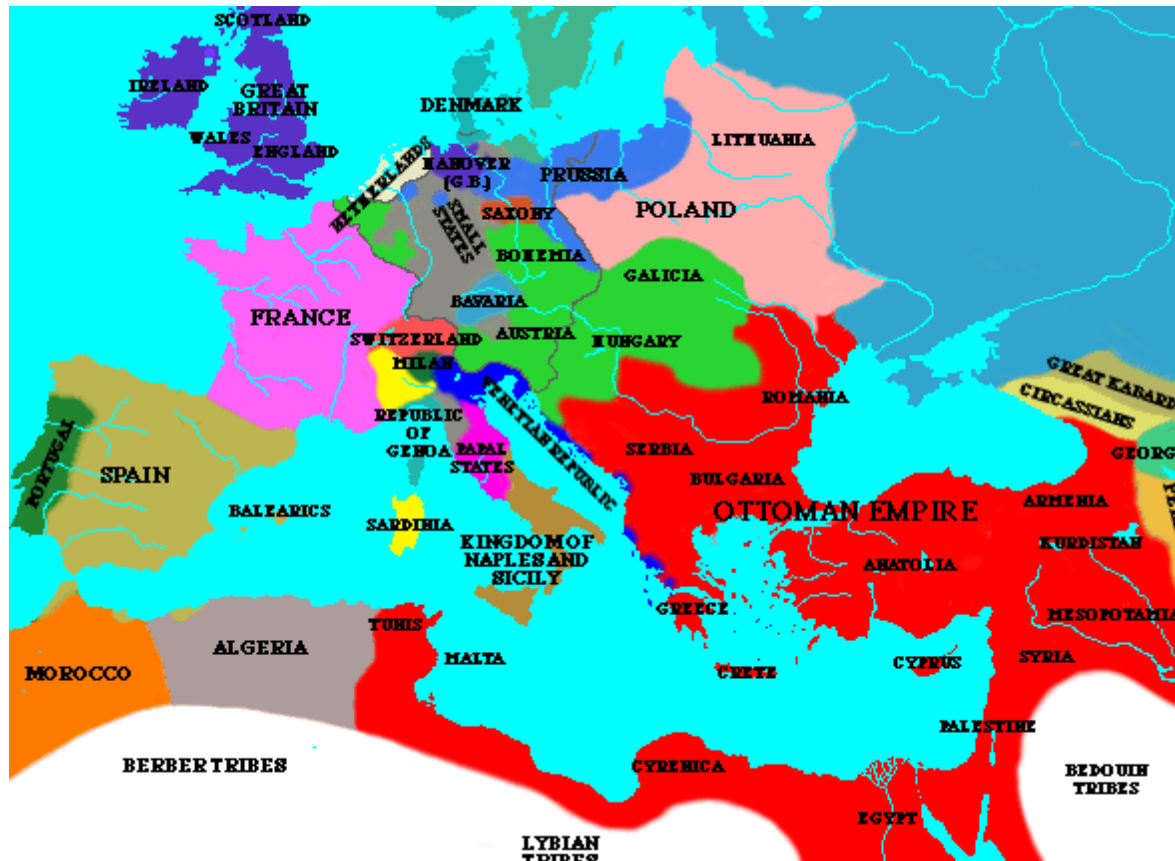 SCOTLAND
IRELAND
GREAT
BRITAIN
WALES
ENGLAND
DENMARK
NETHERLANDS
HANOVER
(G.B.)
PRUSSIA
LITHUANIA
SMALL
STATES
SAXONY
POLAND
BOHEMIA
GALICIA
BAVARIA
FRANCE
SWITZERLAND
AUSTRIA
HUNGARY
MILAN
ROMANIA
GREAT KABARD
CIRCASSIANS
GEORG
REPUBLIC
OF
GENOA
PAPAL
STATES
VENETIAN REPUBLIC
SERBIA
BULGARIA
PORTUGAL
SPAIN
BALEARICS
SARDINIA
OTTOMAN EMPIRE
ARMENIA
KURDISTAN
KINGDOM OF
NAPLES AND
SICILY
ANATOLIA
GREECE
MESOPOTAMIA
TUNIS
ALGERIA
MOROCCO
MALTA
CRETE
CYPRUS
SYRIA
PALESTINE
BERBER TRIBES
CYRENICA
BEDOUIN
TRIBES
EGYPT
LYBIAN
TRIBES